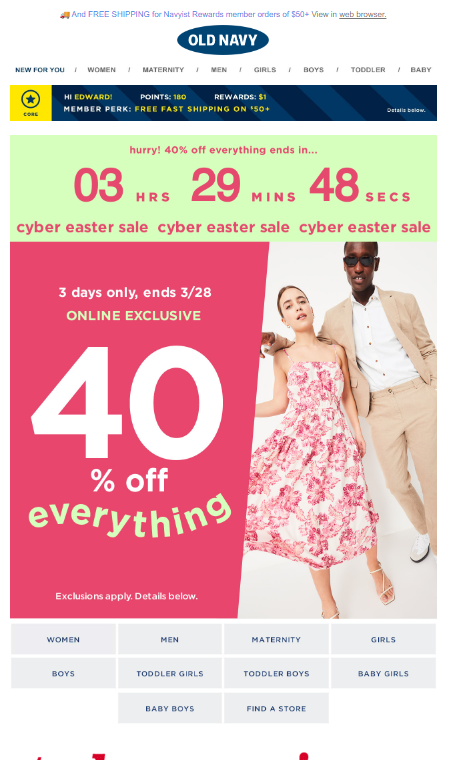 🚚 And FREE SHIPPING for Navyist Rewards member orders of $50+ View in web browser.
OLD NAVY
NEW FOR YOU / WOMEN / MATERNITY / MEN / GIRLS / BOYS / TODDLER / BABY
HI EDWARD! POINTS: 180 REWARDS: $1
CORE MEMBER PERK: FREE FAST SHIPPING ON $50+ Details below.
hurry! 40% off everything ends in...
03 HRS 29 MINS 48 SECS
cyber easter sale cyber easter sale cyber easter sale
3 days only, ends 3/28
ONLINE EXCLUSIVE
40
% off
everything
Exclusions apply. Details below.
WOMEN MEN MATERNITY GIRLS
BOYS TODDLER GIRLS TODDLER BOYS BABY GIRLS
BABY BOYS FIND A STORE